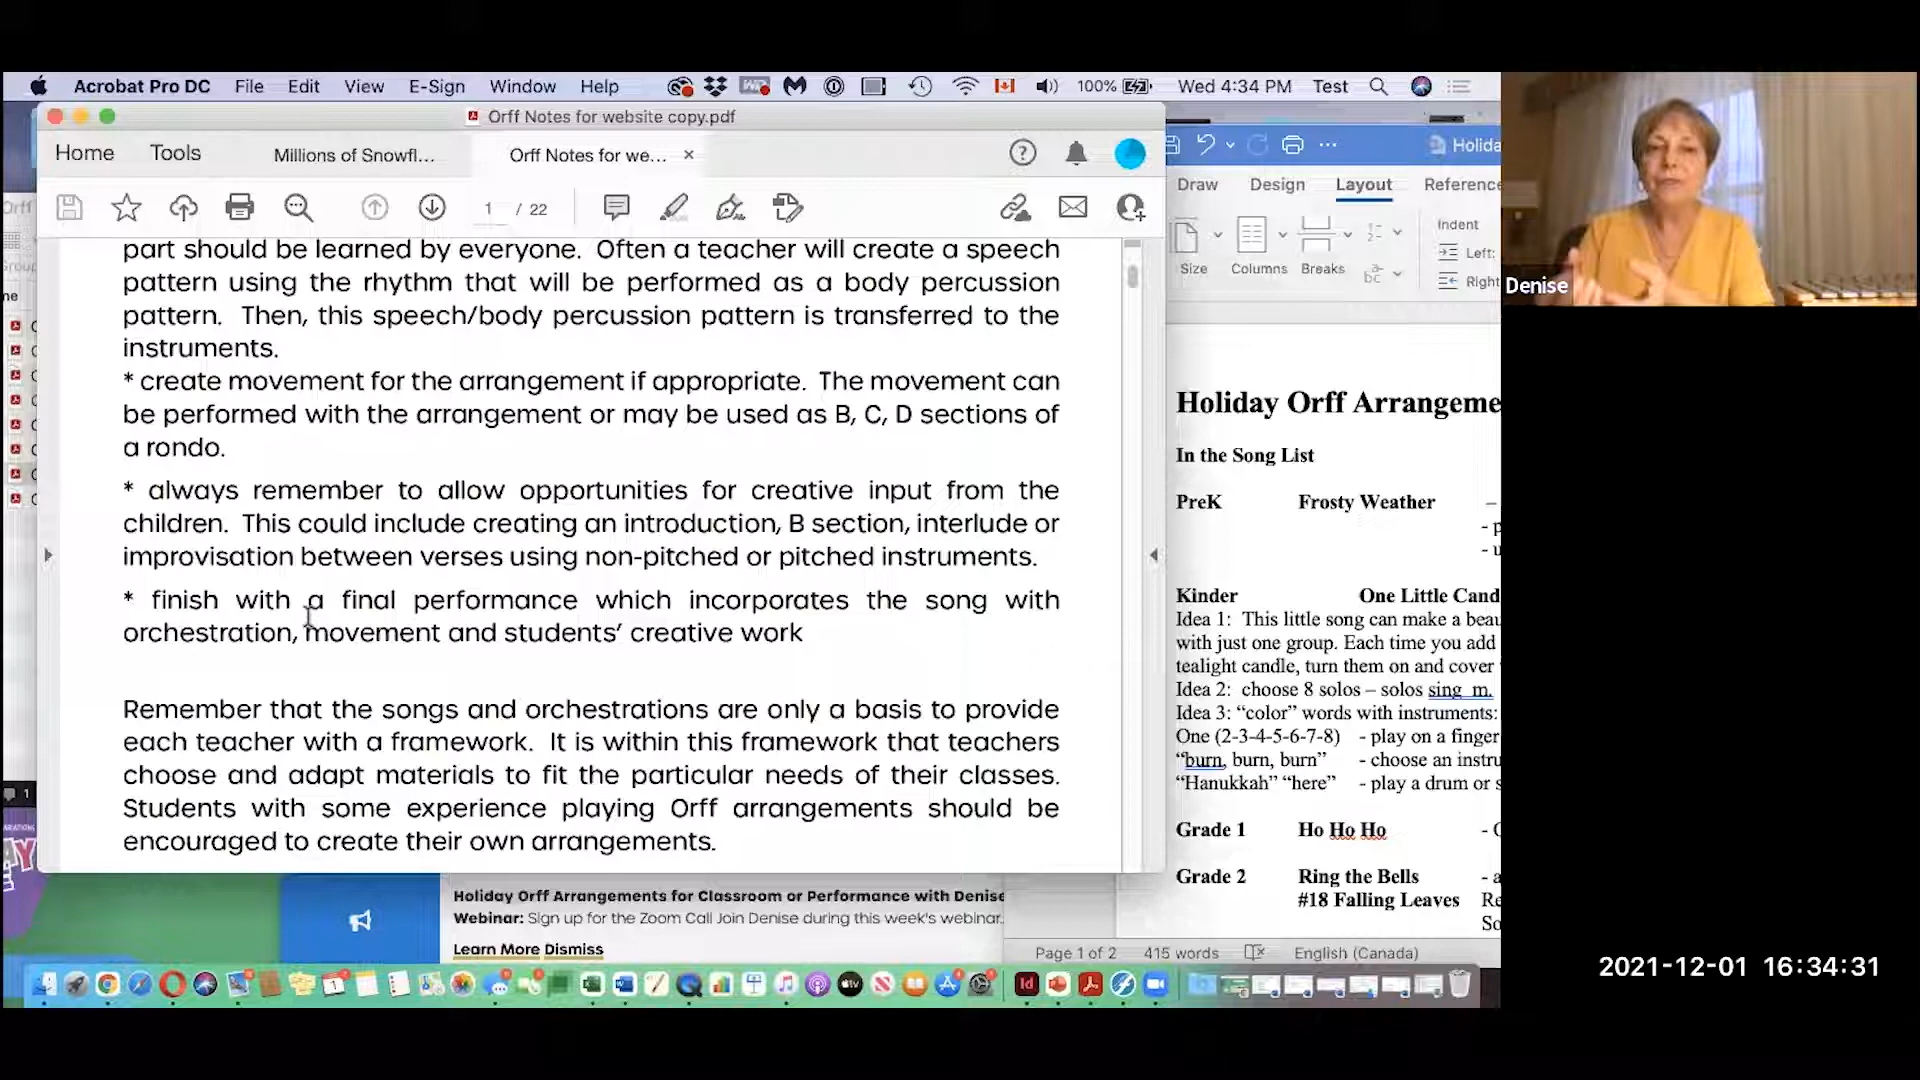 Acrobat Pro DC File Edit View E-Sign Window Help 100% Wed 4:34 PM Test
Orff Notes for website copy.pdf
Home Tools Millions of Snowfl... Orff Notes for we... ×
1 / 22
part should be learned by everyone. Often a teacher will create a speech
pattern using the rhythm that will be performed as a body percussion
pattern. Then, this speech/body percussion pattern is transferred to the
instruments.
* create movement for the arrangement if appropriate. The movement can
be performed with the arrangement or may be used as B, C, D sections of
a rondo.
* always remember to allow opportunities for creative input from the
children. This could include creating an introduction, B section, interlude or
improvisation between verses using non-pitched or pitched instruments.
* finish with a final performance which incorporates the song with
orchestration, movement and students’ creative work
Remember that the songs and orchestrations are only a basis to provide
each teacher with a framework. It is within this framework that teachers
choose and adapt materials to fit the particular needs of their classes.
Students with some experience playing Orff arrangements should be
encouraged to create their own arrangements.
Holiday Orff Arrangements for Classroom or Performance with Denise
Webinar: Sign up for the Zoom Call Join Denise during this week's webinar.
Learn More Dismiss
Holida
Draw Design Layout Reference
Indent
Left:
Right
Size Columns Breaks
Holiday Orff Arrangeme
In the Song List
PreK Frosty Weather –
- p
- u
Kinder One Little Cand
Idea 1: This little song can make a beau
with just one group. Each time you add
tealight candle, turn them on and cover
Idea 2: choose 8 solos – solos sing m.
Idea 3: “color” words with instruments:
One (2-3-4-5-6-7-8) - play on a finger
“burn, burn, burn” - choose an instru
“Hanukkah” “here” - play a drum or s
Grade 1 Ho Ho Ho - C
Grade 2 Ring the Bells - a
#18 Falling Leaves Re
So
Page 1 of 2 415 words English (Canada)
Denise
2021-12-01 16:34:31